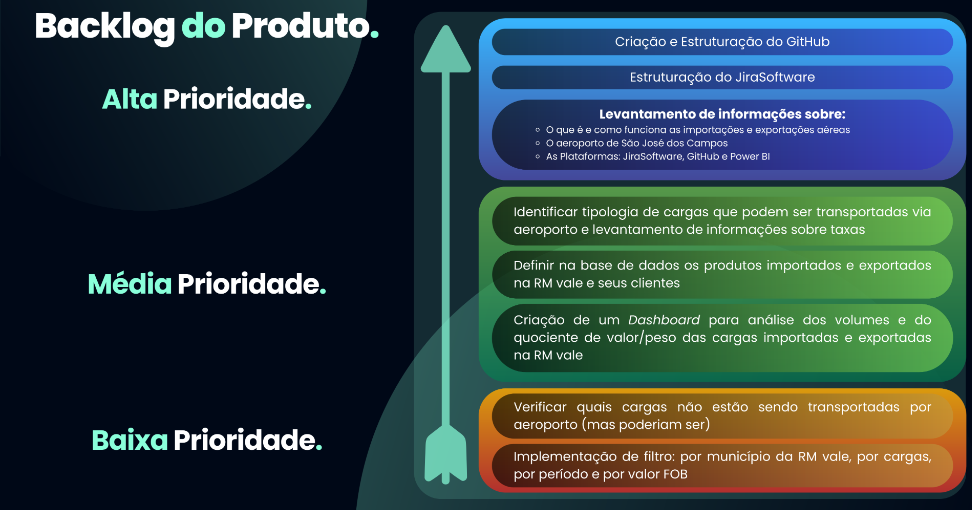 Backlog do Produto.
Alta Prioridade.
Criação e Estruturação do GitHub
Estruturação do JiraSoftware
Levantamento de informações sobre:
◦ O que é e como funciona as importações e exportações aéreas
◦ O aeroporto de São José dos Campos
◦ As Plataformas: JiraSoftware, GitHub e Power BI
Média Prioridade.
Identificar tipologia de cargas que podem ser transportadas via
aeroporto e levantamento de informações sobre taxas
Definir na base de dados os produtos importados e exportados
na RM vale e seus clientes
Criação de um Dashboard para análise dos volumes e do
quociente de valor/peso das cargas importadas e exportadas
na RM vale
Baixa Prioridade.
Verificar quais cargas não estão sendo transportadas por
aeroporto (mas poderiam ser)
Implementação de filtro: por município da RM vale, por cargas,
por período e por valor FOB